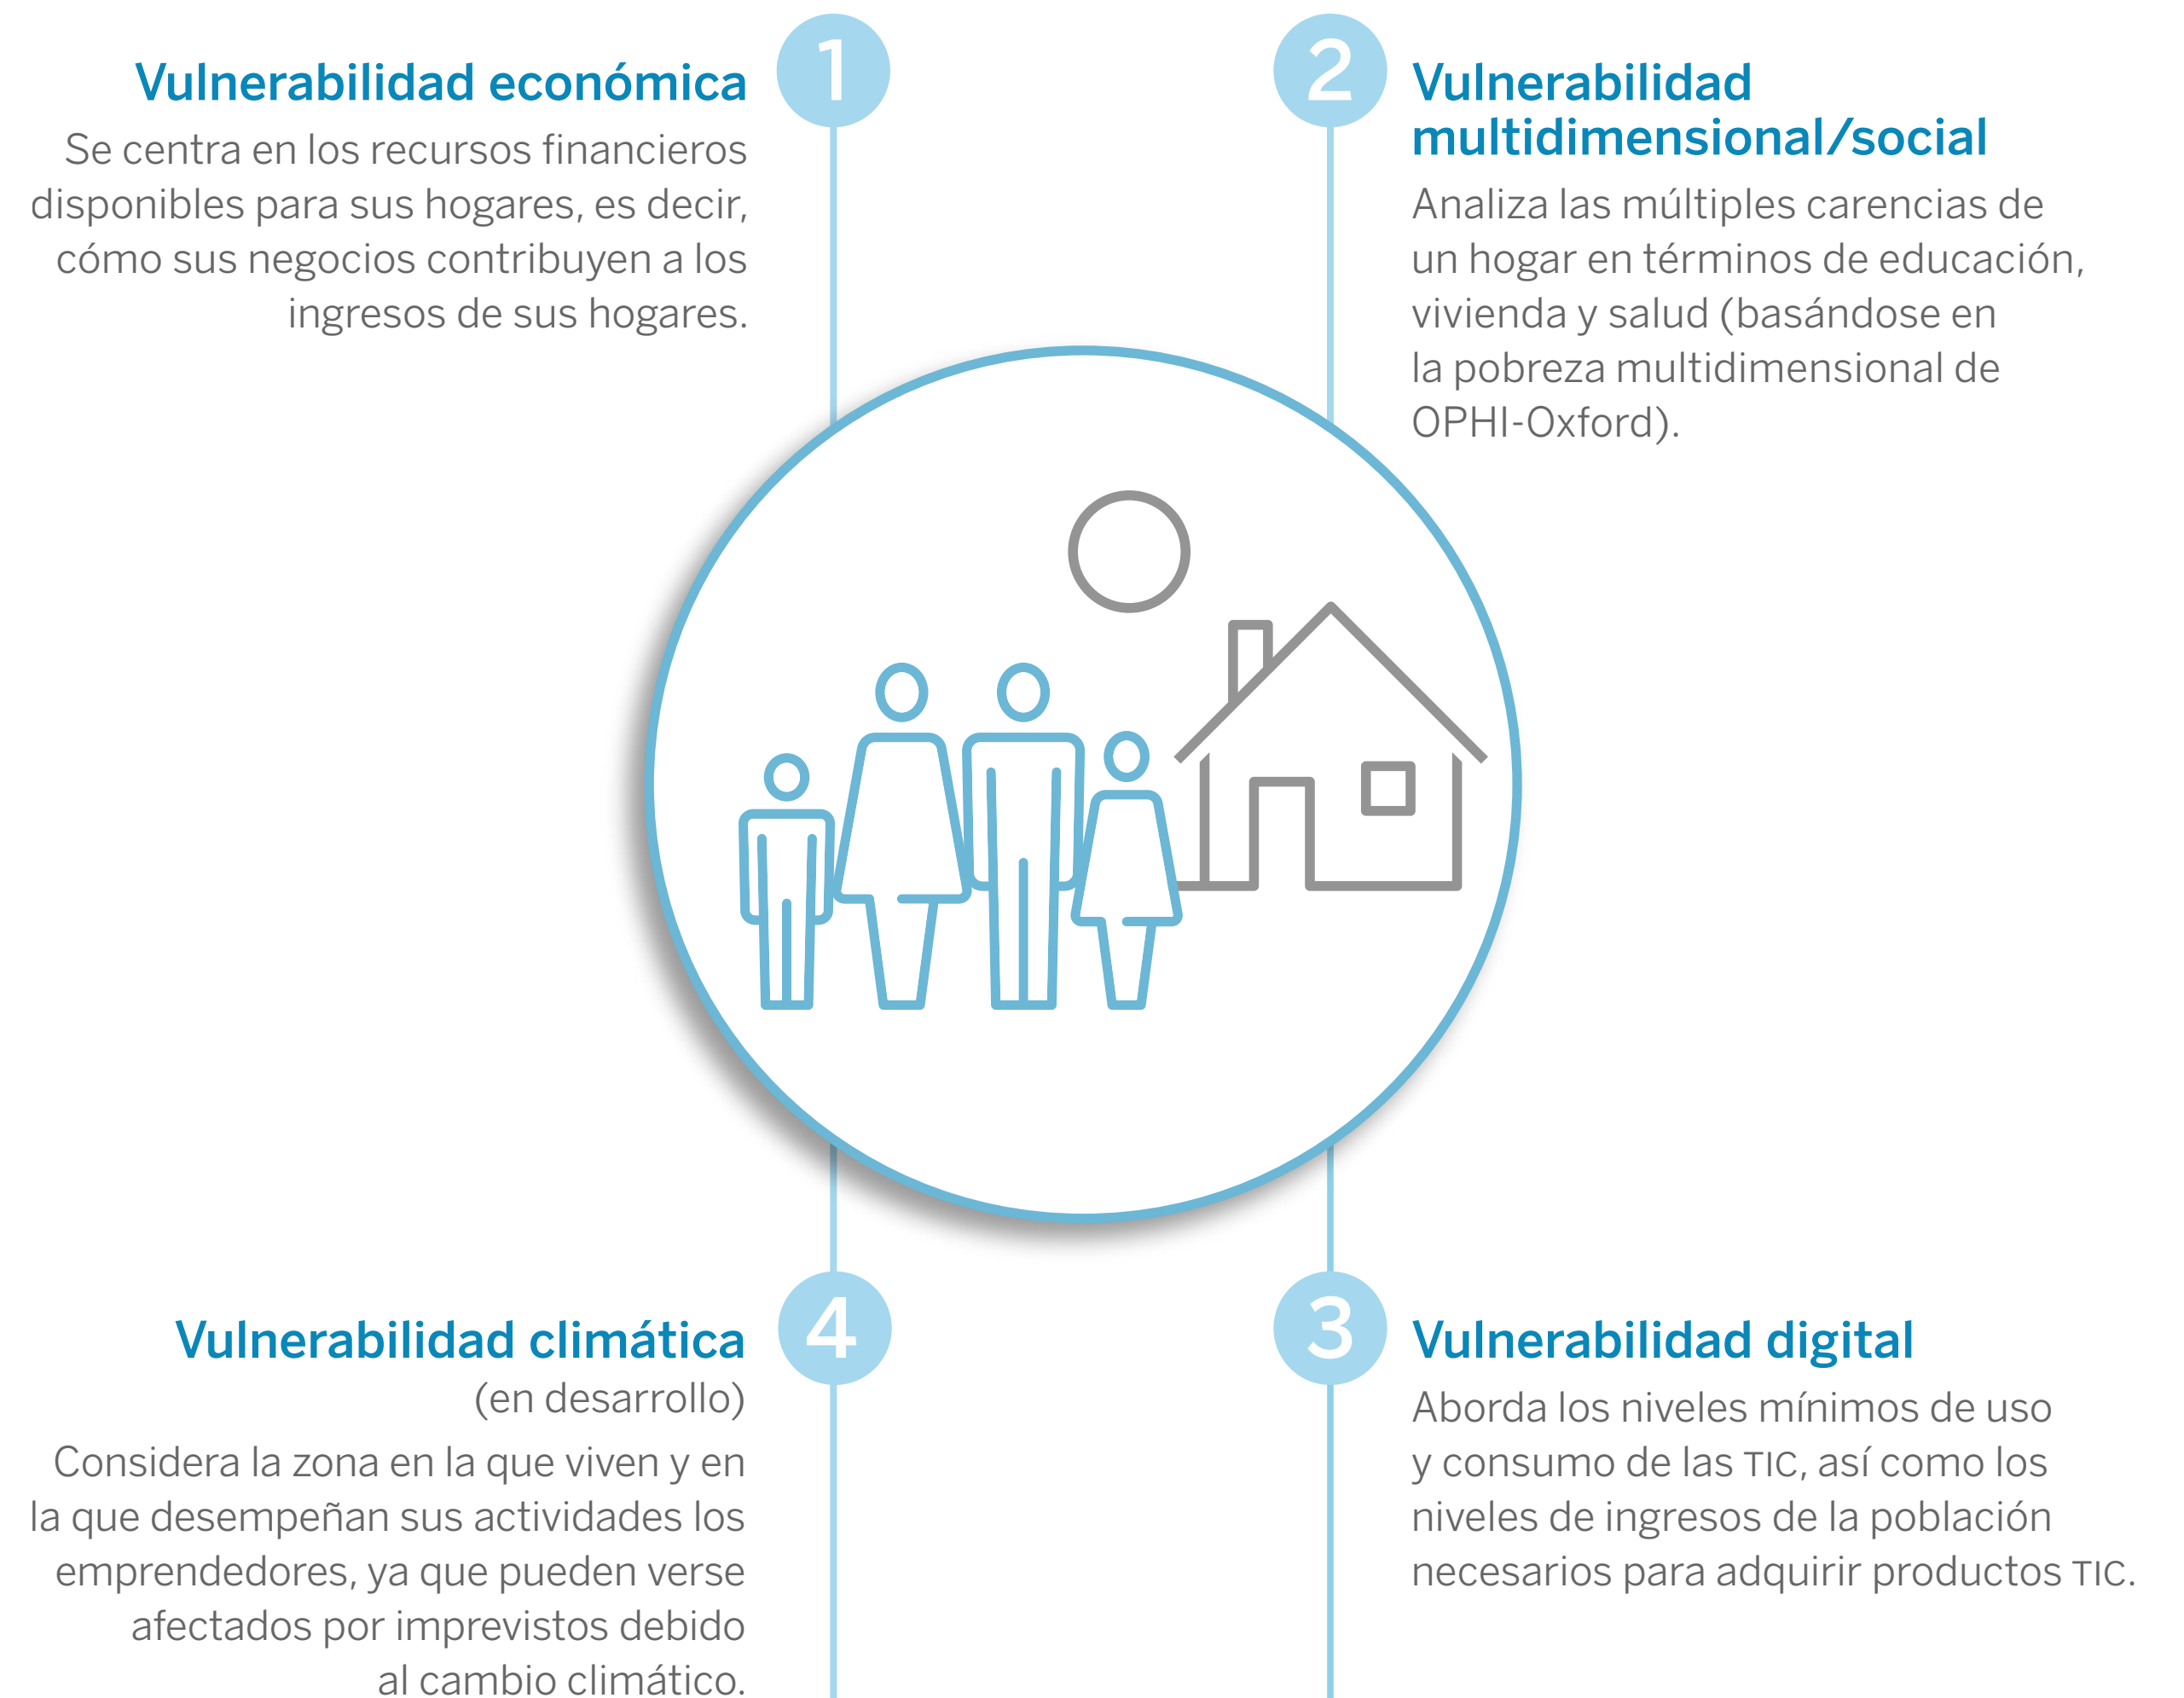 1
Vulnerabilidad económica
Se centra en los recursos financieros
disponibles para sus hogares, es decir,
cómo sus negocios contribuyen a los
ingresos de sus hogares.
2
Vulnerabilidad
multidimensional/social
Analiza las múltiples carencias de
un hogar en términos de educación,
vivienda y salud (basándose en
la pobreza multidimensional de
OPHI-Oxford).
3
Vulnerabilidad digital
Aborda los niveles mínimos de uso
y consumo de las TIC, así como los
niveles de ingresos de la población
necesarios para adquirir productos TIC.
4
Vulnerabilidad climática
(en desarrollo)
Considera la zona en la que viven y en
la que desempeñan sus actividades los
emprendedores, ya que pueden verse
afectados por imprevistos debido
al cambio climático.